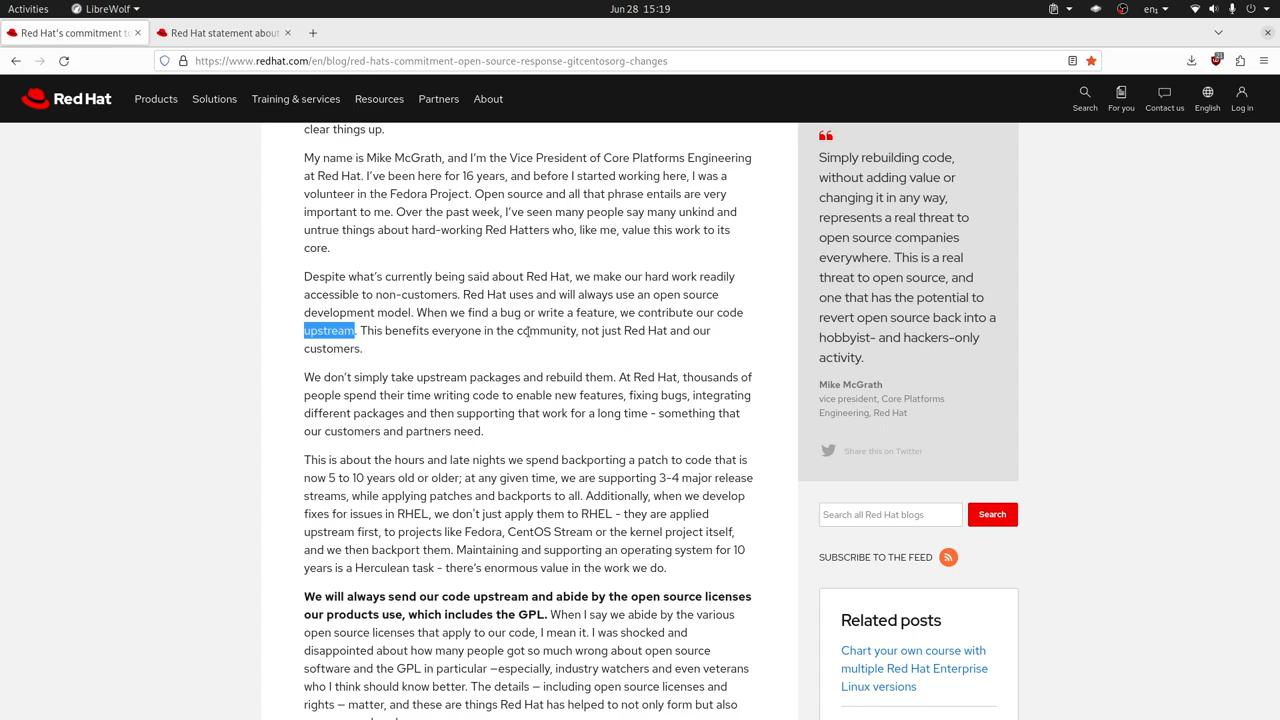 Activities
LibreWolf
Jun 28 15:19
en₁
Red Hat's commitment to
Red Hat statement about
https://www.redhat.com/en/blog/red-hats-commitment-open-source-response-gitcentosorg-changes
Red Hat
Products
Solutions
Training & services
Resources
Partners
About
Search
For you
Contact us
English
Log in
clear things up.
My name is Mike McGrath, and I'm the Vice President of Core Platforms Engineering
at Red Hat. I've been here for 16 years, and before I started working here, I was a
volunteer in the Fedora Project. Open source and all that phrase entails are very
important to me. Over the past week, I've seen many people say many unkind and
untrue things about hard-working Red Hatters who, like me, value this work to its
core.
Despite what's currently being said about Red Hat, we make our hard work readily
accessible to non-customers. Red Hat uses and will always use an open source
development model. When we find a bug or write a feature, we contribute our code
upstream. This benefits everyone in the community, not just Red Hat and our
customers.
We don't simply take upstream packages and rebuild them. At Red Hat, thousands of
people spend their time writing code to enable new features, fixing bugs, integrating
different packages and then supporting that work for a long time - something that
our customers and partners need.
This is about the hours and late nights we spend backporting a patch to code that is
now 5 to 10 years old or older; at any given time, we are supporting 3-4 major release
streams, while applying patches and backports to all. Additionally, when we develop
fixes for issues in RHEL, we don't just apply them to RHEL - they are applied
upstream first, to projects like Fedora, CentOS Stream or the kernel project itself,
and we then backport them. Maintaining and supporting an operating system for 10
years is a Herculean task - there's enormous value in the work we do.
We will always send our code upstream and abide by the open source licenses
our products use, which includes the GPL. When I say we abide by the various
open source licenses that apply to our code, I mean it. I was shocked and
disappointed about how many people got so much wrong about open source
software and the GPL in particular —especially, industry watchers and even veterans
who I think should know better. The details — including open source licenses and
rights — matter, and these are things Red Hat has helped to not only form but also
Simply rebuilding code,
without adding value or
changing it in any way,
represents a real threat to
open source companies
everywhere. This is a real
threat to open source, and
one that has the potential to
revert open source back into a
hobbyist- and hackers-only
activity.
Mike McGrath
vice president, Core Platforms
Engineering, Red Hat
Share this on Twitter
Search all Red Hat blogs
Search
SUBSCRIBE TO THE FEED
Related posts
Chart your own course with
multiple Red Hat Enterprise
Linux versions